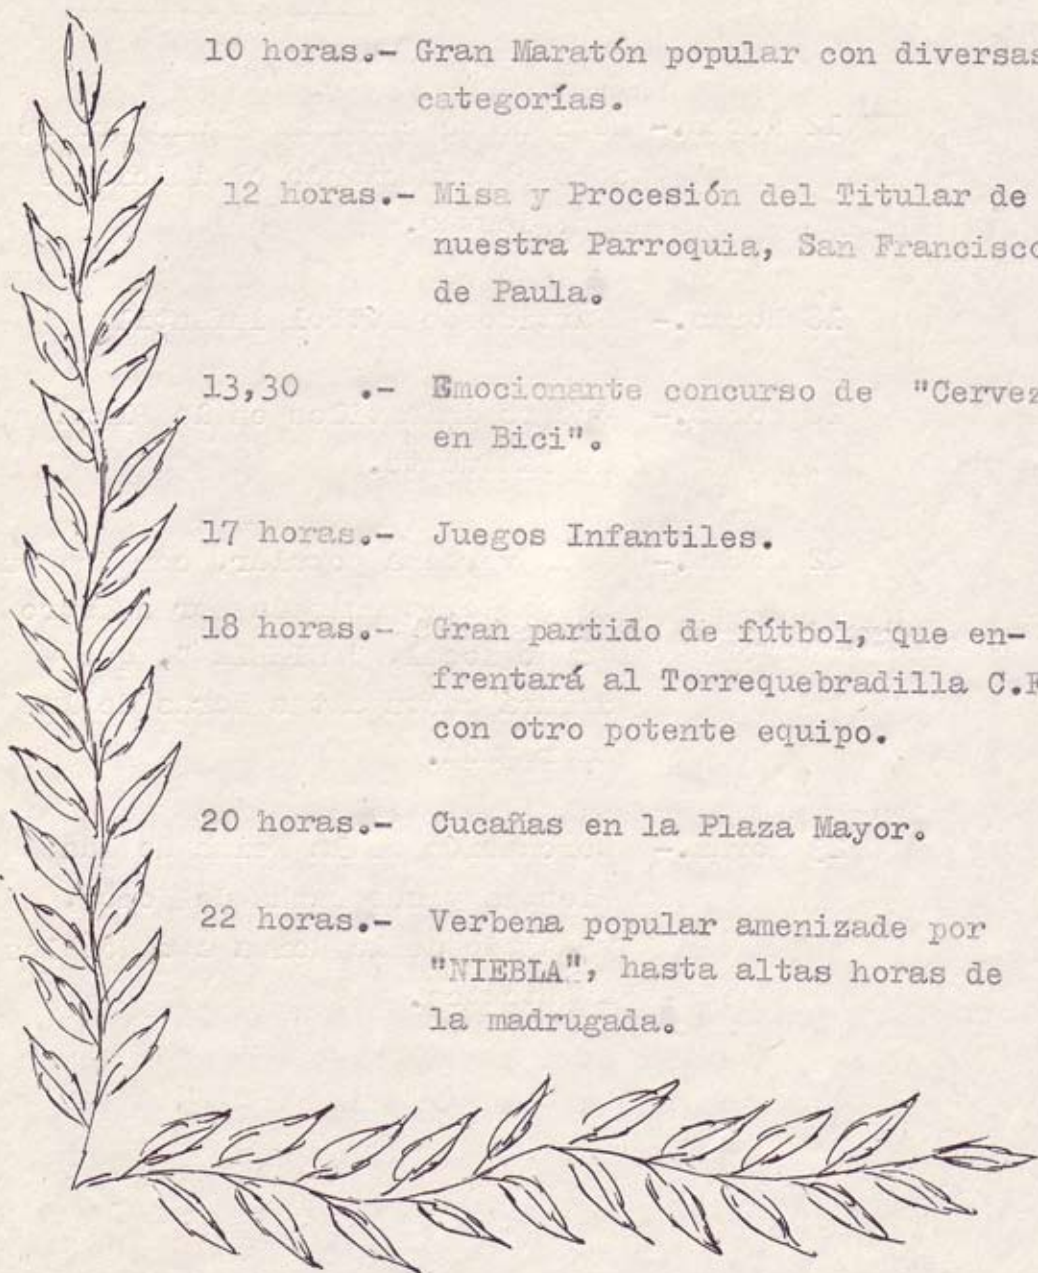 10 horas.- Gran Maratón popular con diversas
categorías.
12 horas.- Misa y Procesión del Titular de
nuestra Parroquia, San Francisco
de Paula.
13,30 .- Emocionante concurso de "Cervez
en Bici".
17 horas.- Juegos Infantiles.
18 horas.- Gran partido de fútbol, que en-
frentará al Torrequebradilla C.F
con otro potente equipo.
20 horas.- Cucañas en la Plaza Mayor.
22 horas.- Verbena popular amenizade por
"NIEBLA", hasta altas horas de
la madrugada.